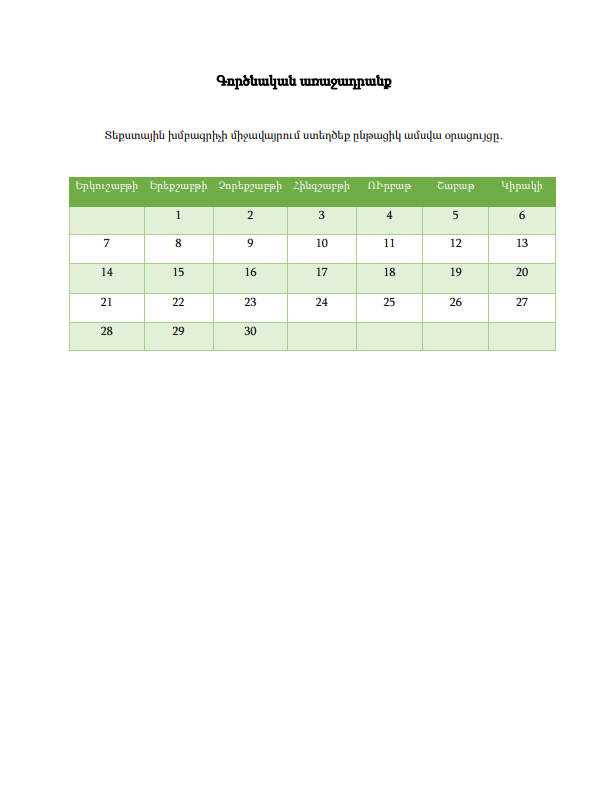 Գործնական առաջադրանք
Տեքստային խմբագրիչի միջավայրում ստեղծեք ընթացիկ ամսվա օրացույցը.
Երկուշաբթի Երեքշաբթի Չորեքշաբթի Հինգշաբթի ՈՒրբաթ Շաբաթ Կիրակի
1 2 3 4 5 6
7 8 9 10 11 12 13
14 15 16 17 18 19 20
21 22 23 24 25 26 27
28 29 30